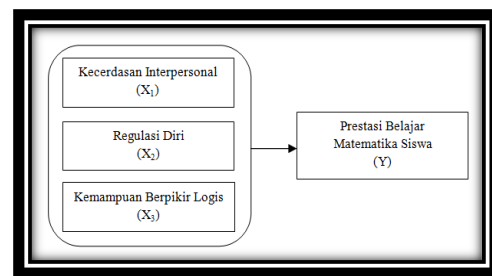 Kecerdasan Interpersonal
(X₁)
Regulasi Diri
(X₂)
Kemampuan Berpikir Logis
(X₃)
Prestasi Belajar
Matematika Siswa
(Y)